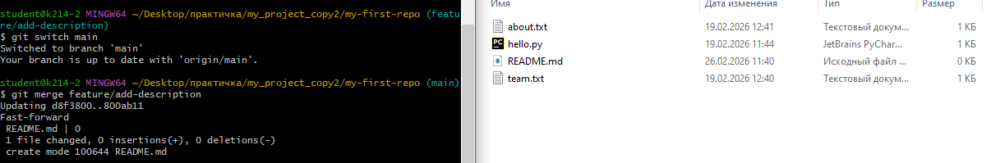 student@k214-2 MINGW64 ~/Desktop/практичка/my_project_copy2/my-first-repo (featu
re/add-description)
$ git switch main
Switched to branch 'main'
Your branch is up to date with 'origin/main'.
student@k214-2 MINGW64 ~/Desktop/практичка/my_project_copy2/my-first-repo (main)
$ git merge feature/add-description
Updating d8f3800..800ab11
Fast-forward
README.md | 0
1 file changed, 0 insertions(+), 0 deletions(-)
create mode 100644 README.md
Имя Дата изменения Тип Размер
about.txt 19.02.2026 12:41 Текстовый докум... 1 КБ
hello.py 19.02.2026 11:44 JetBrains PyChar... 1 КБ
README.md 26.02.2026 11:40 Исходный файл ... 0 КБ
team.txt 19.02.2026 12:40 Текстовый докум... 1 КБ